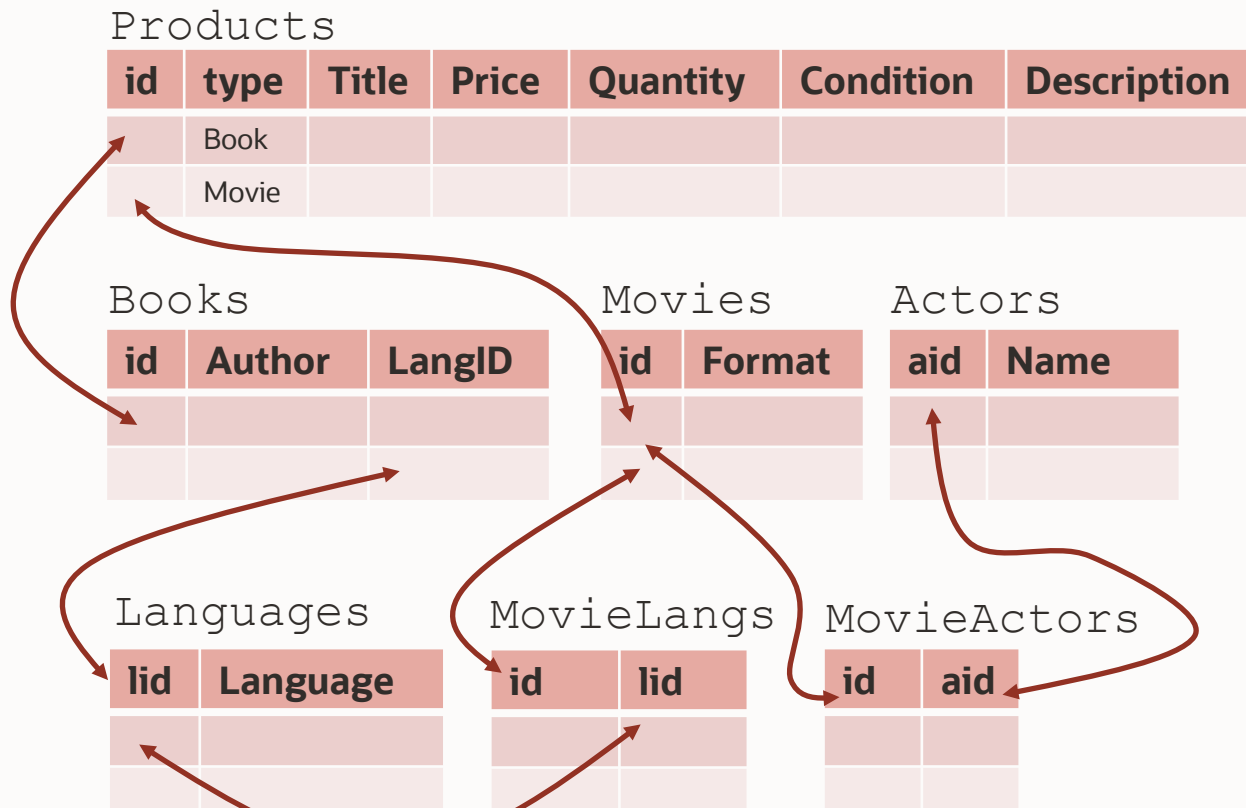 Products
id type Title Price Quantity Condition Description
Book
Movie
Books
id Author LangID
Movies
id Format
Actors
aid Name
Languages
lid Language
MovieLangs
id lid
MovieActors
id aid